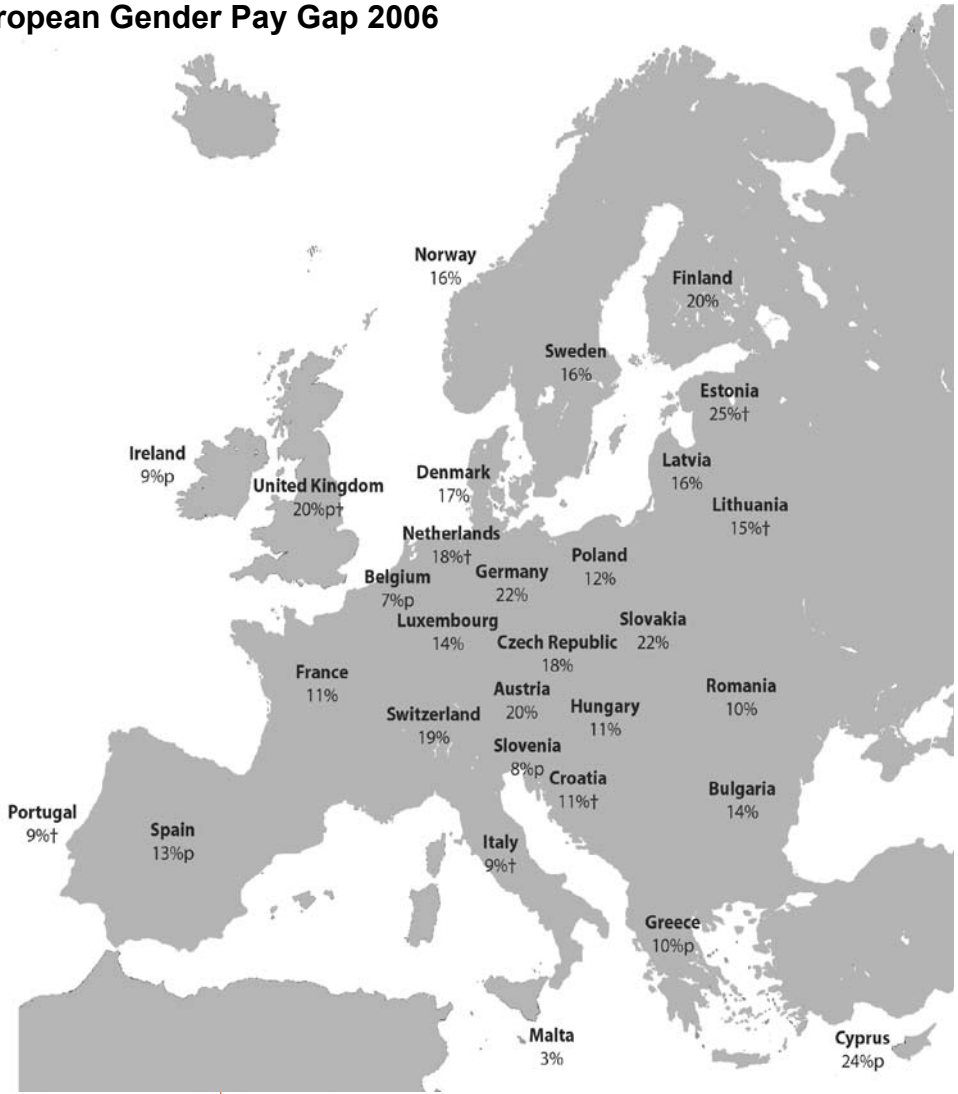 ropean Gender Pay Gap 2006
Norway
16%
Finland
20%
Sweden
16%
Estonia
25%†
Ireland
9%p
United Kingdom
20%p†
Denmark
17%
Latvia
16%
Lithuania
15%†
Netherlands
18%†
Belgium
7%p
Germany
22%
Poland
12%
Luxembourg
14%
Czech Republic
18%
Slovakia
22%
France
11%
Switzerland
19%
Austria
20%
Hungary
11%
Romania
10%
Slovenia
8%p
Croatia
11%†
Bulgaria
14%
Portugal
9%†
Spain
13%p
Italy
9%†
Greece
10%p
Malta
3%
Cyprus
24%p